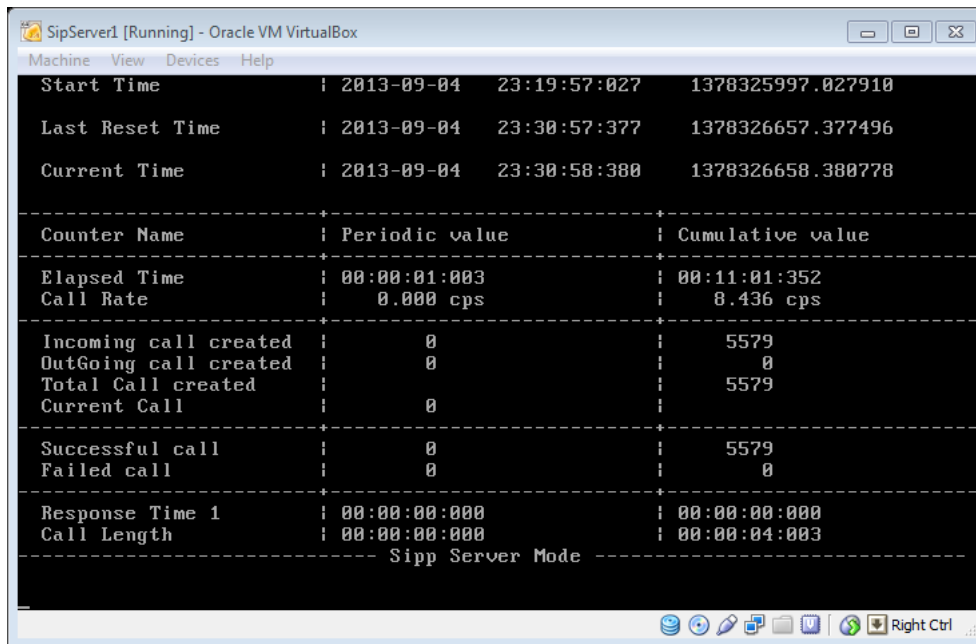 SipServer1 [Running] - Oracle VM VirtualBox
Machine View Devices Help
Start Time | 2013-09-04 23:19:57:027 1378325997.027910
Last Reset Time | 2013-09-04 23:30:57:377 1378326657.377496
Current Time | 2013-09-04 23:30:58:380 1378326658.380778
-------------------------+---------------------------+--------------------------
Counter Name | Periodic value | Cumulative value
-------------------------+---------------------------+--------------------------
Elapsed Time | 00:00:01:003 | 00:11:01:352
Call Rate | 0.000 cps | 8.436 cps
-------------------------+---------------------------+--------------------------
Incoming call created | 0 | 5579
OutGoing call created | 0 | 0
Total Call created | | 5579
Current Call | 0 |
-------------------------+---------------------------+--------------------------
Successful call | 0 | 5579
Failed call | 0 | 0
-------------------------+---------------------------+--------------------------
Response Time 1 | 00:00:00:000 | 00:00:00:000
Call Length | 00:00:00:000 | 00:00:04:003
------------------------------ Sipp Server Mode -------------------------------
Right Ctrl